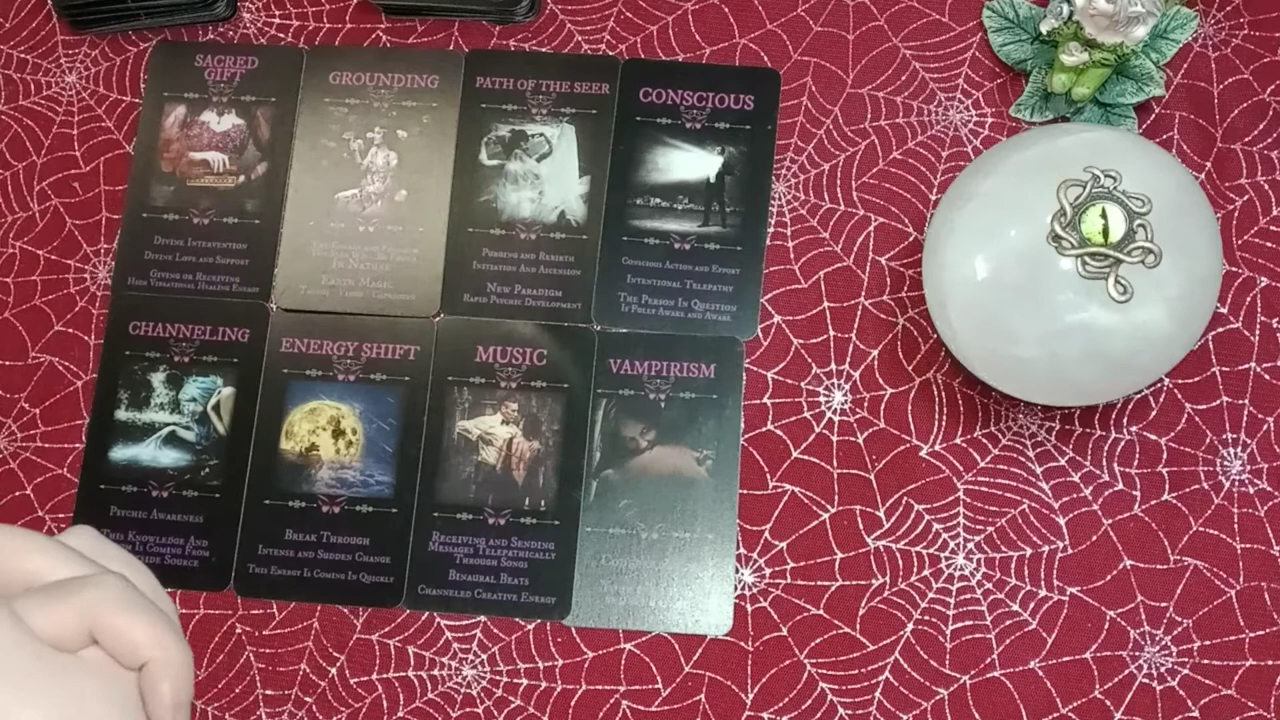 SACRED
GIFT
DIVINE INTERVENTION
DIVINE LOVE AND SUPPORT
GIVING OR RECEIVING
HIGH VIBRATIONAL HEALING ENERGY
GROUNDING
IN NATURE
EARTH MAGIC
PATH OF THE SEER
PURGING AND REBIRTH
INITIATION AND ASCENSION
NEW PARADIGM
RAPID PSYCHIC DEVELOPMENT
CONSCIOUS
CONSCIOUS ACTION AND EFFORT
INTENTIONAL TELEPATHY
THE PERSON IN QUESTION
IS FULLY AWAKE AND AWARE
CHANNELING
PSYCHIC AWARENESS
THIS KNOWLEDGE AND
IS COMING FROM
SOURCE
ENERGY SHIFT
BREAK THROUGH
INTENSE AND SUDDEN CHANGE
THIS ENERGY IS COMING IN QUICKLY
MUSIC
RECEIVING AND SENDING
MESSAGES TELEPATHICALLY
THROUGH SONGS
BINAURAL BEATS
CHANNELED CREATIVE ENERGY
VAMPIRISM